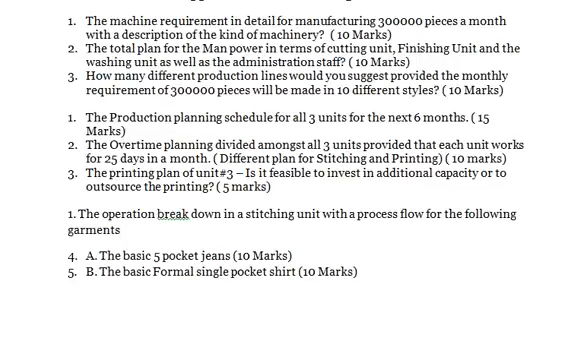 1. The machine requirement in detail for manufacturing 300000 pieces a month
with a description of the kind of machinery? ( 10 Marks)
2. The total plan for the Man power in terms of cutting unit, Finishing Unit and the
washing unit as well as the administration staff? ( 10 Marks)
3. How many different production lines would you suggest provided the monthly
requirement of 300000 pieces will be made in 10 different styles? ( 10 Marks)
1. The Production planning schedule for all 3 units for the next 6 months. ( 15
Marks)
2. The Overtime planning divided amongst all 3 units provided that each unit works
for 25 days in a month. ( Different plan for Stitching and Printing) ( 10 marks)
3. The printing plan of unit#3 – Is it feasible to invest in additional capacity or to
outsource the printing? ( 5 marks)
1. The operation break down in a stitching unit with a process flow for the following
garments
4. A. The basic 5 pocket jeans (10 Marks)
5. B. The basic Formal single pocket shirt (10 Marks)